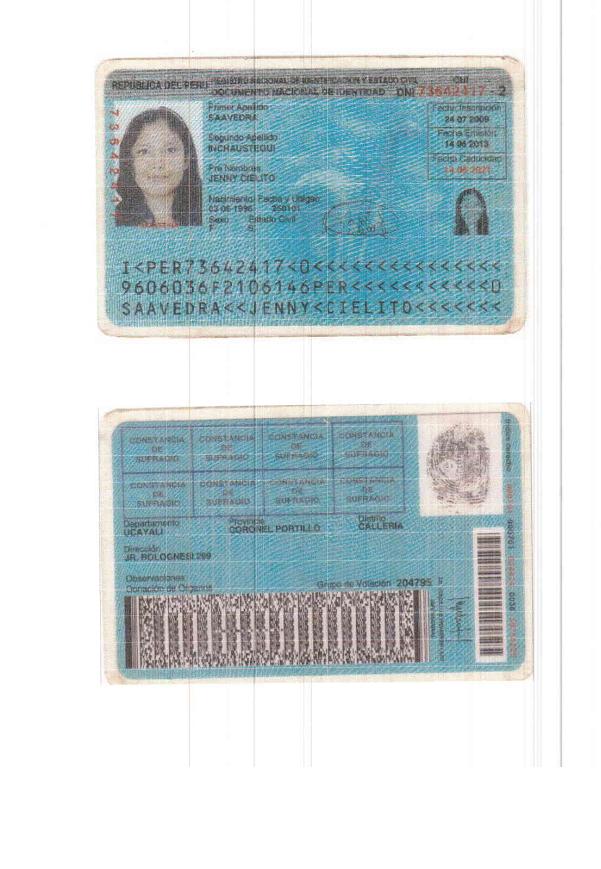 REPUBLICA DEL PERU
REGISTRO NACIONAL DE IDENTIFICACION Y ESTADO CIVIL
DOCUMENTO NACIONAL DE IDENTIDAD
CUI
DNI 73642417 - 2
73642417
Primer Apellido
SAAVEDRA
Segundo Apellido
INCHAUSTEGUI
Pre Nombres
JENNY CIELITO
Nacimiento: Fecha y Ubigeo
03 06 1996 250101
Sexo Estado Civil
F S
Fecha Inscripción
24 07 2009
Fecha Emisión
14 06 2013
Fecha Caducidad
14 06 2021
I<PER73642417<0<<<<<<<<<<<<<<<
9606036F2106146PER<<<<<<<<<<<0
SAAVEDRA<<JENNY<CIELITO<<<<<<<
CONSTANCIA DE SUFRAGIO
CONSTANCIA DE SUFRAGIO
CONSTANCIA DE SUFRAGIO
CONSTANCIA DE SUFRAGIO
CONSTANCIA DE SUFRAGIO
CONSTANCIA DE SUFRAGIO
CONSTANCIA DE SUFRAGIO
CONSTANCIA DE SUFRAGIO
Índice derecho
Departamento
UCAYALI
Provincia
CORONEL PORTILLO
Distrito
CALLERIA
Dirección
JR. BOLOGNESI 299
Observaciones
Donación de Órganos
Grupo de Votación 204795